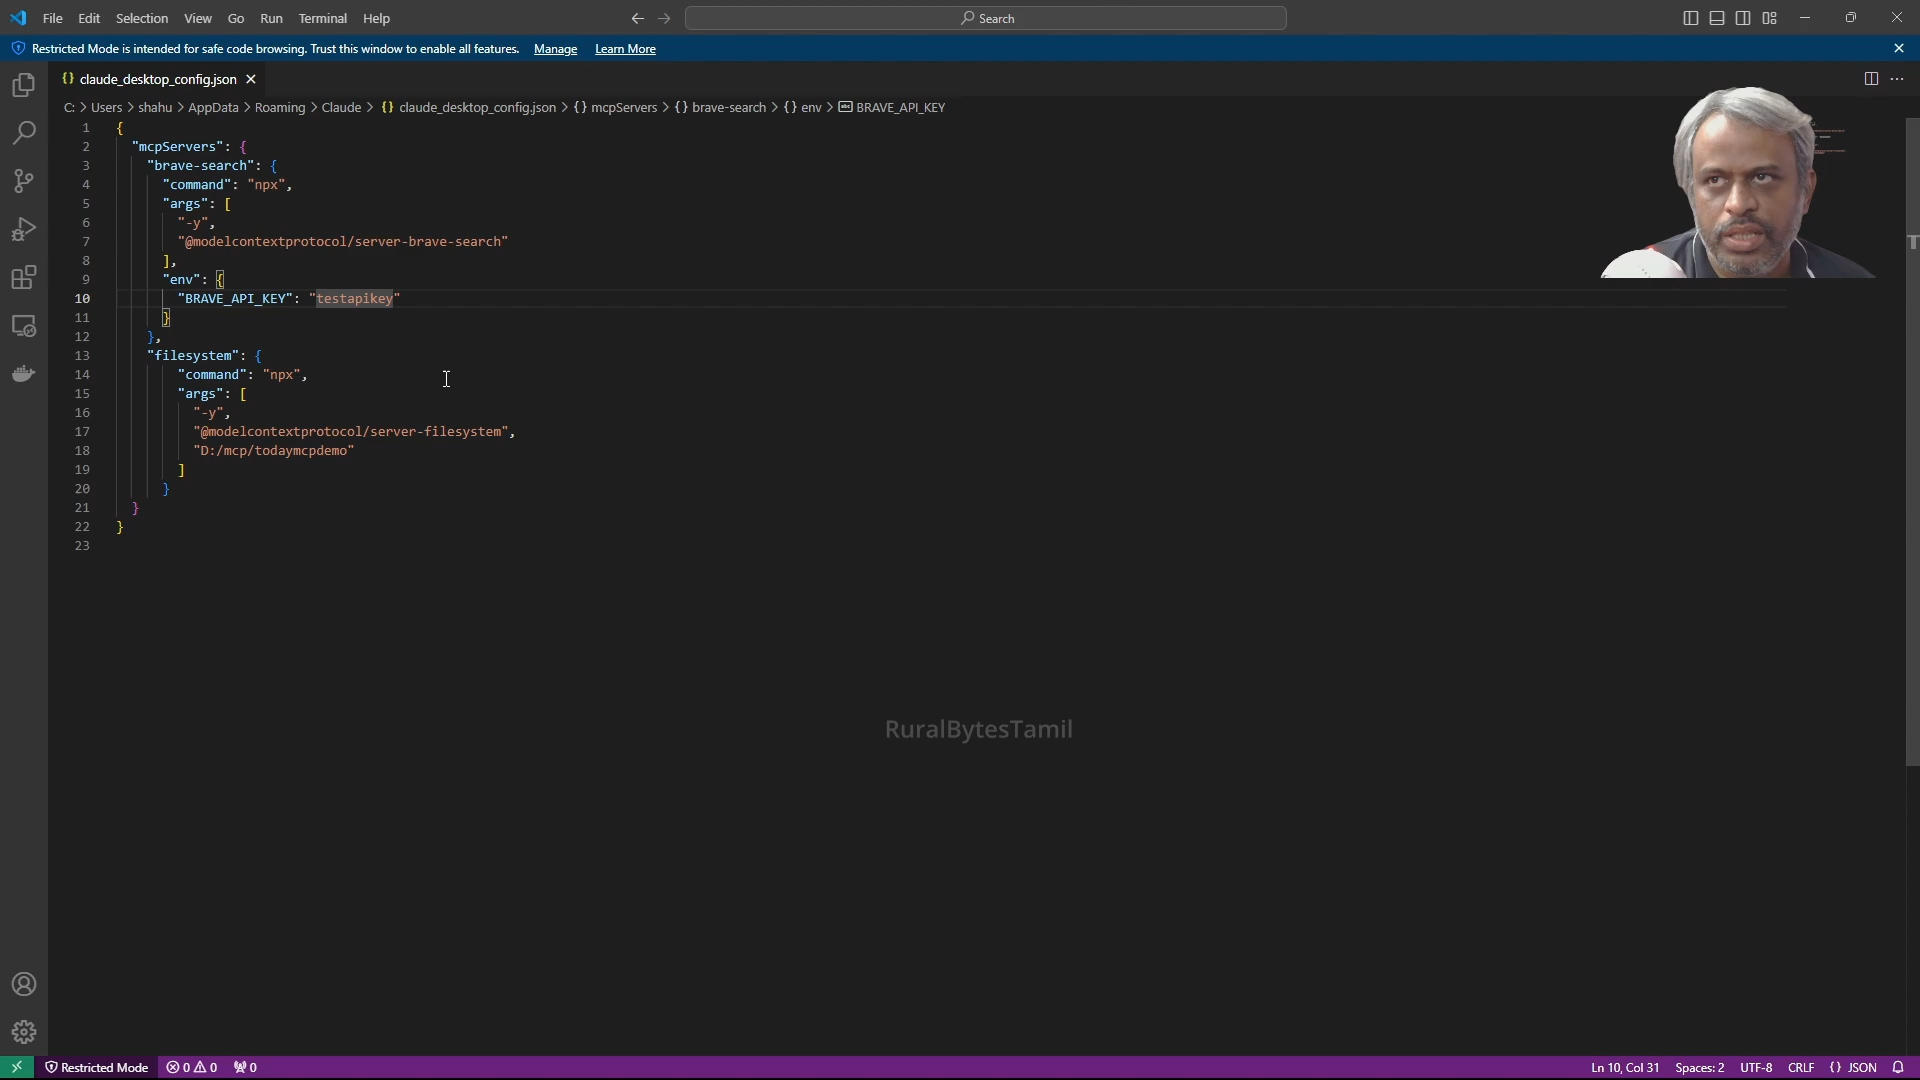 File Edit Selection View Go Run Terminal Help
Search
Restricted Mode is intended for safe code browsing. Trust this window to enable all features. Manage Learn More
claude_desktop_config.json
C: > Users > shahu > AppData > Roaming > Claude > {} claude_desktop_config.json > {} mcpServers > {} brave-search > {} env > BRAVE_API_KEY
1 {
2 "mcpServers": {
3 "brave-search": {
4 "command": "npx",
5 "args": [
6 "-y",
7 "@modelcontextprotocol/server-brave-search"
8 ],
9 "env": {
10 "BRAVE_API_KEY": "testapikey"
11 }
12 },
13 "filesystem": {
14 "command": "npx",
15 "args": [
16 "-y",
17 "@modelcontextprotocol/server-filesystem",
18 "D:/mcp/todaymcpdemo"
19 ]
20 }
21 }
22 }
23
RuralBytesTamil
Restricted Mode 0 0 0 Ln 10, Col 31 Spaces: 2 UTF-8 CRLF {} JSON